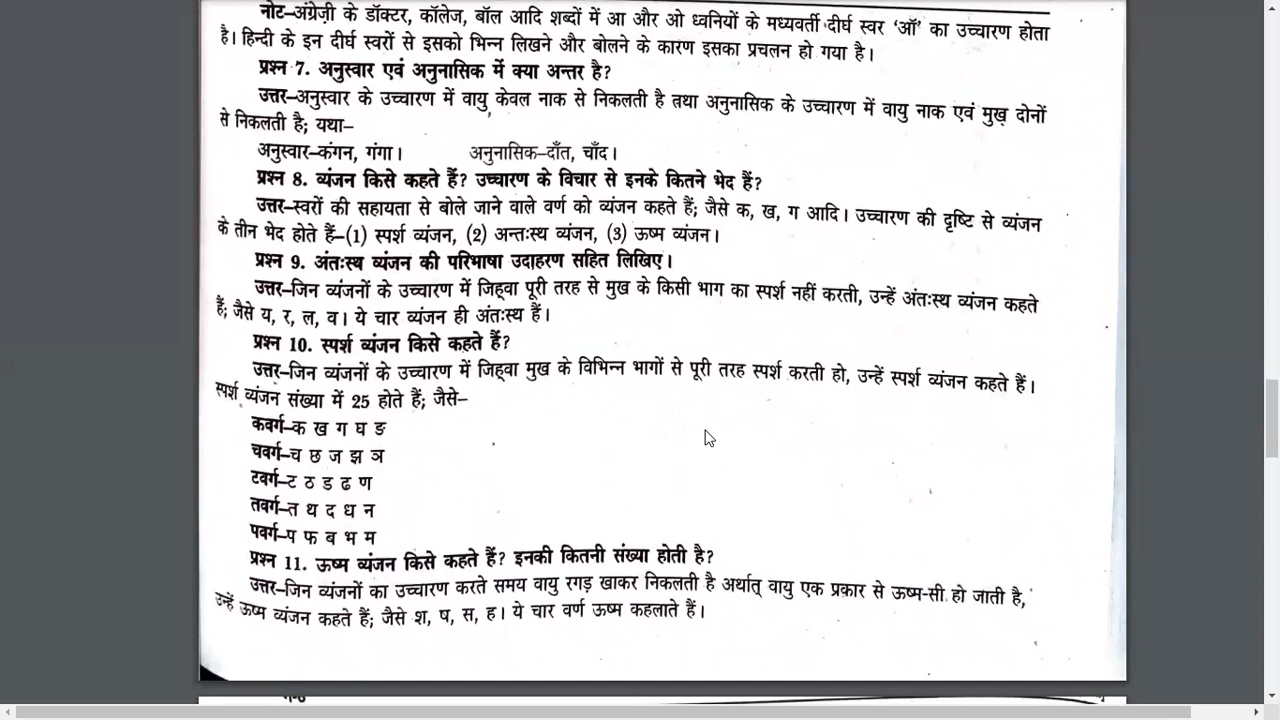 नोट–अंग्रेज़ी के डॉक्टर, कॉलेज, बॉल आदि शब्दों में आ और ओ ध्वनियों के मध्यवर्ती दीर्घ स्वर ‘ऑ’ का उच्चारण होता
है। हिन्दी के इन दीर्घ स्वरों से इसको भिन्न लिखने और बोलने के कारण इसका प्रचलन हो गया है।
प्रश्न 7. अनुस्वार एवं अनुनासिक में क्या अन्तर है?
उत्तर–अनुस्वार के उच्चारण में वायु केवल नाक से निकलती है तथा अनुनासिक के उच्चारण में वायु नाक एवं मुख दोनों
से निकलती है; यथा–
अनुस्वार–कंगन, गंगा। अनुनासिक–दाँत, चाँद।
प्रश्न 8. व्यंजन किसे कहते हैं? उच्चारण के विचार से इनके कितने भेद हैं?
उत्तर–स्वरों की सहायता से बोले जाने वाले वर्ण को व्यंजन कहते हैं; जैसे क, ख, ग आदि। उच्चारण की दृष्टि से व्यंजन
के तीन भेद होते हैं–(1) स्पर्श व्यंजन, (2) अन्तःस्थ व्यंजन, (3) ऊष्म व्यंजन।
प्रश्न 9. अंतःस्थ व्यंजन की परिभाषा उदाहरण सहित लिखिए।
उत्तर–जिन व्यंजनों के उच्चारण में जिह्वा पूरी तरह से मुख के किसी भाग का स्पर्श नहीं करती, उन्हें अंतःस्थ व्यंजन कहते
हैं; जैसे य, र, ल, व। ये चार व्यंजन ही अंतःस्थ हैं।
प्रश्न 10. स्पर्श व्यंजन किसे कहते हैं?
उत्तर–जिन व्यंजनों के उच्चारण में जिह्वा मुख के विभिन्न भागों से पूरी तरह स्पर्श करती हो, उन्हें स्पर्श व्यंजन कहते हैं।
स्पर्श व्यंजन संख्या में 25 होते हैं; जैसे–
कवर्ग–क ख ग घ ङ
चवर्ग–च छ ज झ ञ
टवर्ग–ट ठ ड ढ ण
तवर्ग–त थ द ध न
पवर्ग–प फ ब भ म
प्रश्न 11. ऊष्म व्यंजन किसे कहते हैं? इनकी कितनी संख्या होती है?
उत्तर–जिन व्यंजनों का उच्चारण करते समय वायु रगड़ खाकर निकलती है अर्थात् वायु एक प्रकार से ऊष्म-सी हो जाती है,
उन्हें ऊष्म व्यंजन कहते हैं; जैसे श, ष, स, ह। ये चार वर्ण ऊष्म कहलाते हैं।